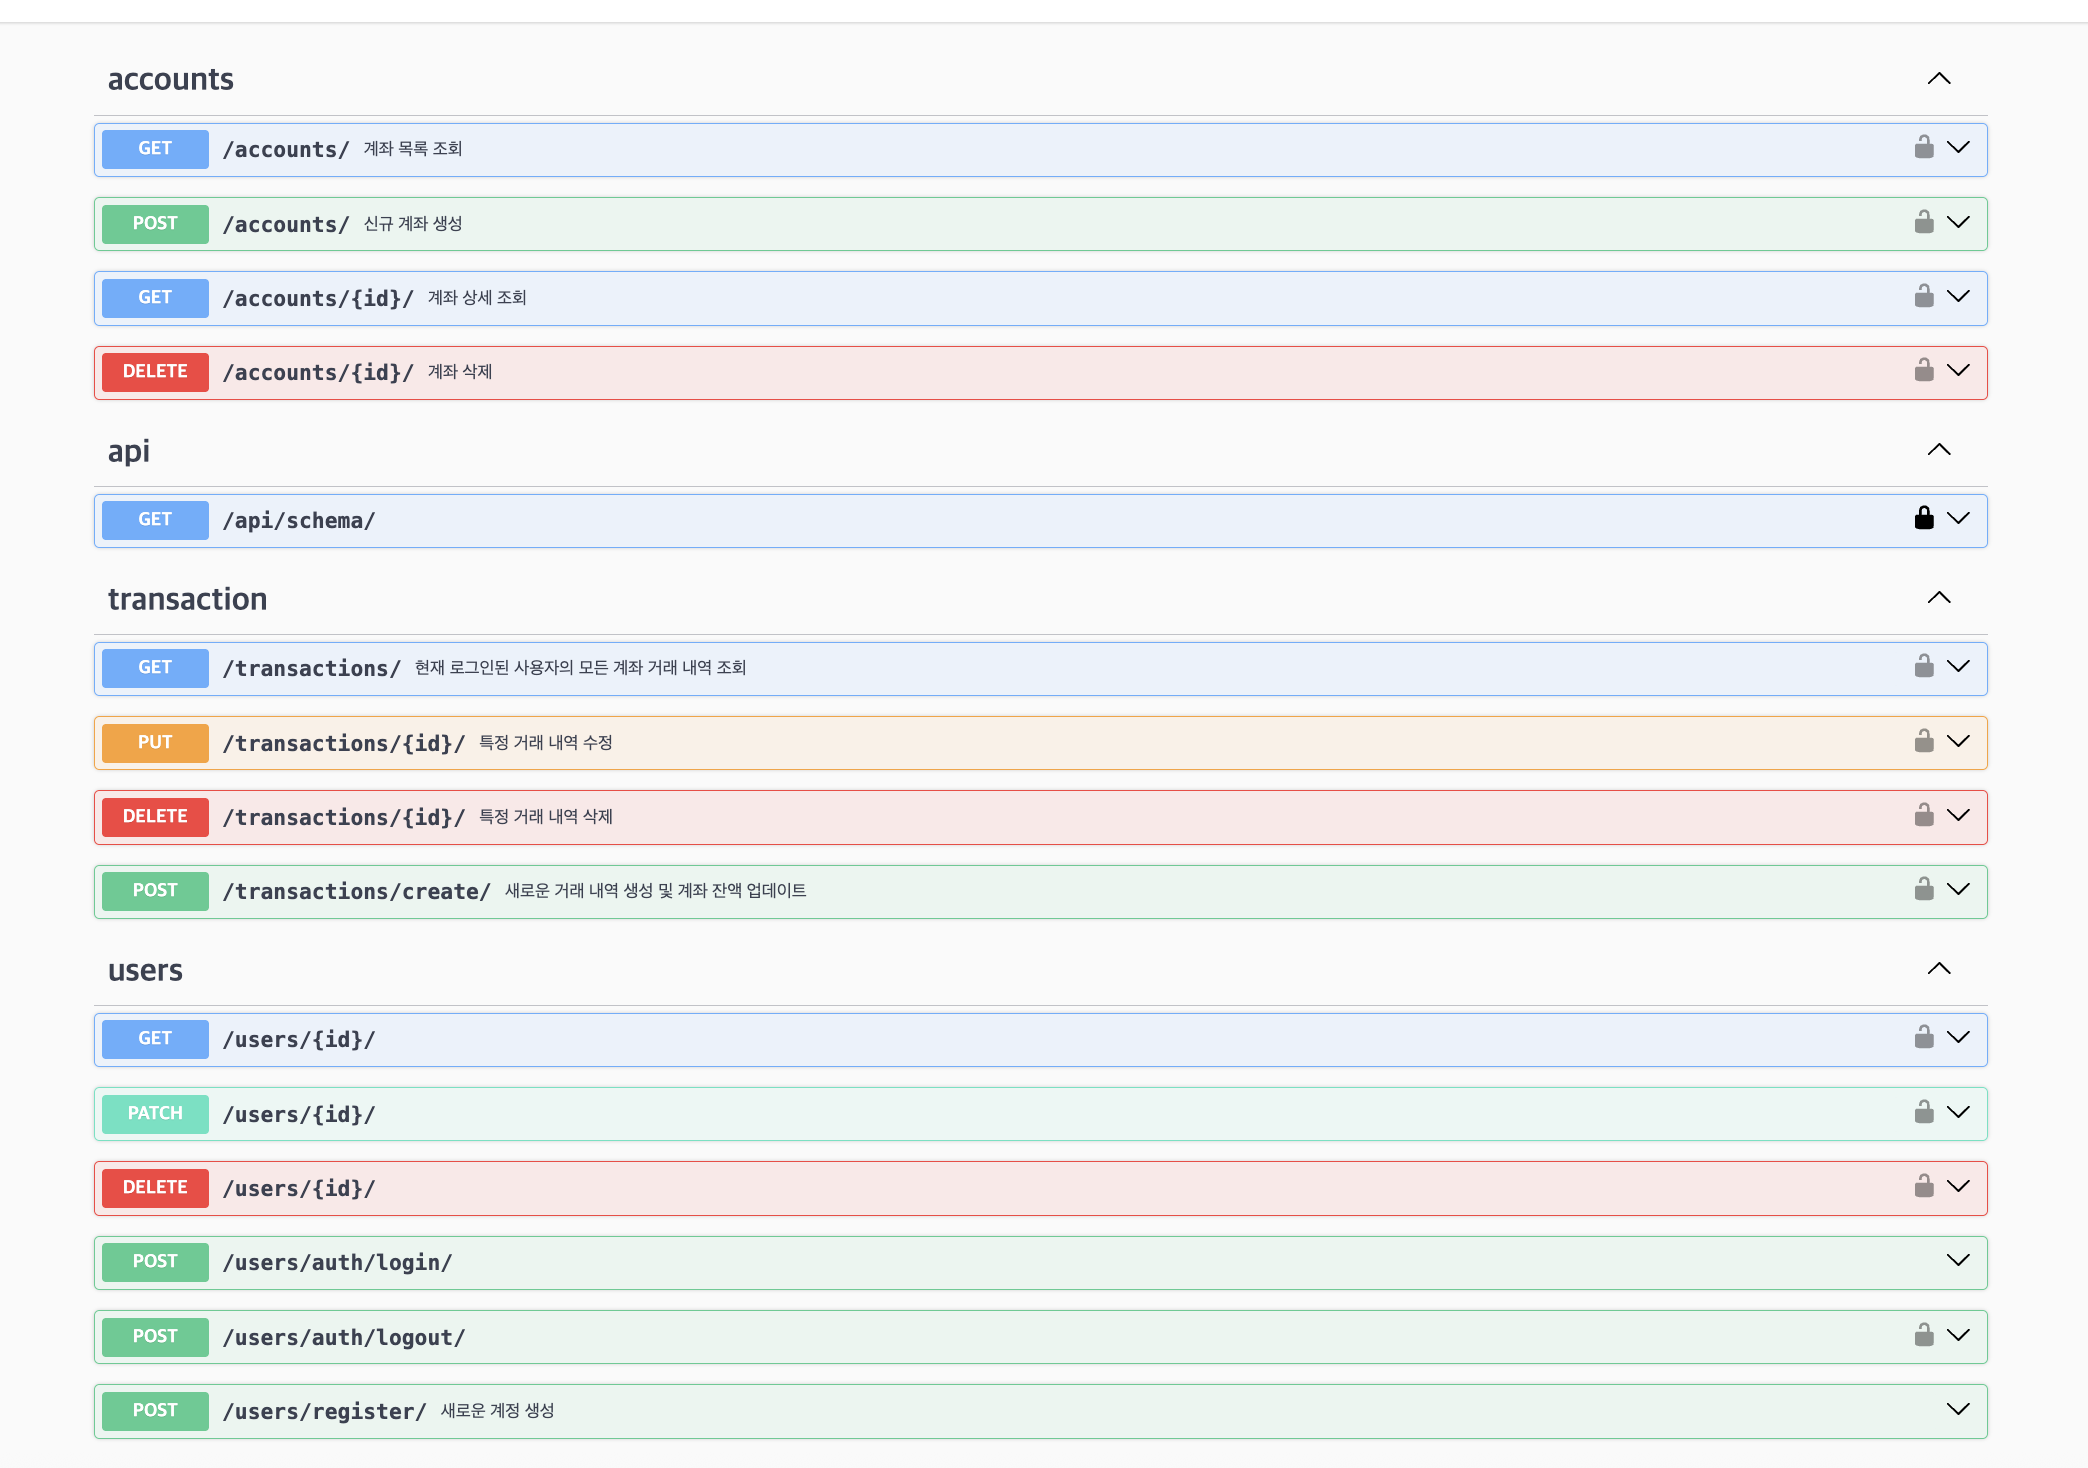 accounts
GET /accounts/ 계좌 목록 조회
POST /accounts/ 신규 계좌 생성
GET /accounts/{id}/ 계좌 상세 조회
DELETE /accounts/{id}/ 계좌 삭제
api
GET /api/schema/
transaction
GET /transactions/ 현재 로그인된 사용자의 모든 계좌 거래 내역 조회
PUT /transactions/{id}/ 특정 거래 내역 수정
DELETE /transactions/{id}/ 특정 거래 내역 삭제
POST /transactions/create/ 새로운 거래 내역 생성 및 계좌 잔액 업데이트
users
GET /users/{id}/
PATCH /users/{id}/
DELETE /users/{id}/
POST /users/auth/login/
POST /users/auth/logout/
POST /users/register/ 새로운 계정 생성